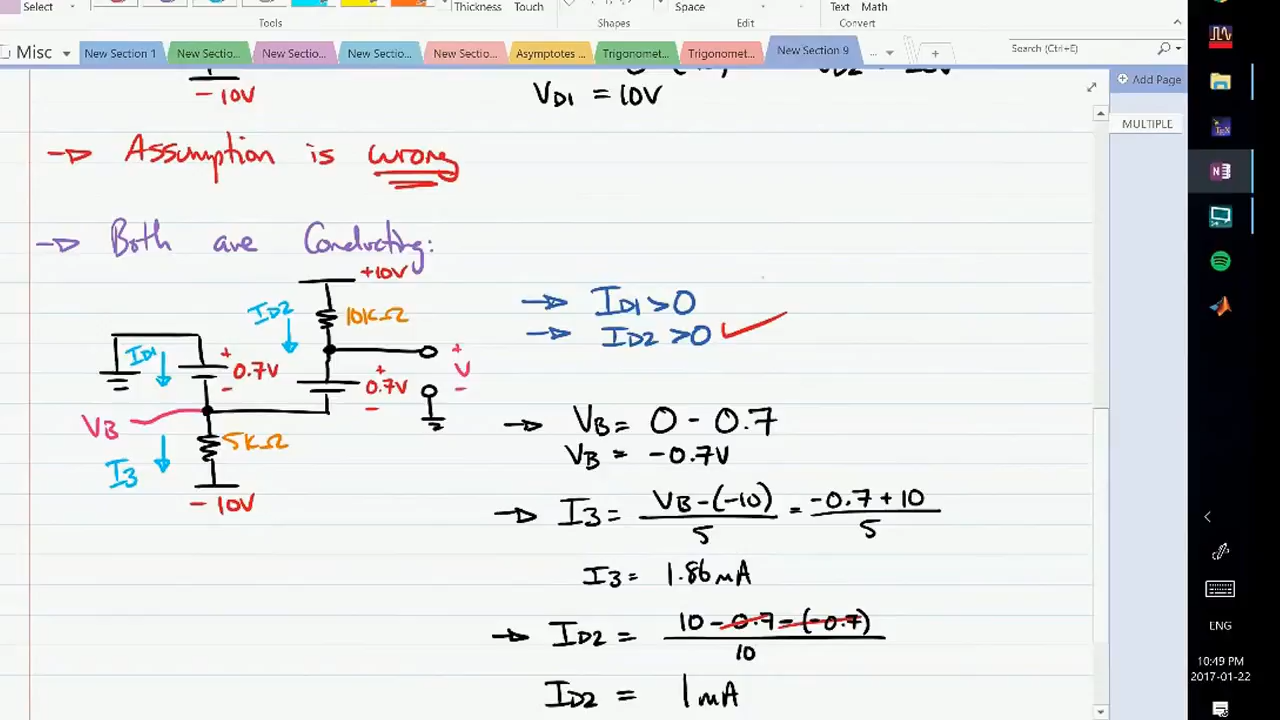 Select
Thickness
Touch
Space
Text
Math
Tools
Shapes
Edit
Convert
Misc
New Section 1
New Sectio...
New Sectio...
New Sectio...
New Sectio...
Asymptotes ...
Trigonomet...
Trigonomet...
New Section 9
...
+
Search (Ctrl+E)
Add Page
MULTIPLE
-10V
VD1 = 10V
→ Assumption is wrong
→ Both are Conducting:
+10V
ID2
10KΩ
ID1
+
0.7V
-
+
0.7V
-
+
V
-
VB
5KΩ
I3
-10V
→ ID1 > 0
→ ID2 > 0 ✓
→ VB = 0 - 0.7
VB = -0.7V
→ I3 = VB-(-10) / 5 = -0.7+10 / 5
I3 = 1.86mA
→ ID2 = 10-0.7-(-0.7) / 10
ID2 = 1mA
ENG
10:49 PM
2017-01-22